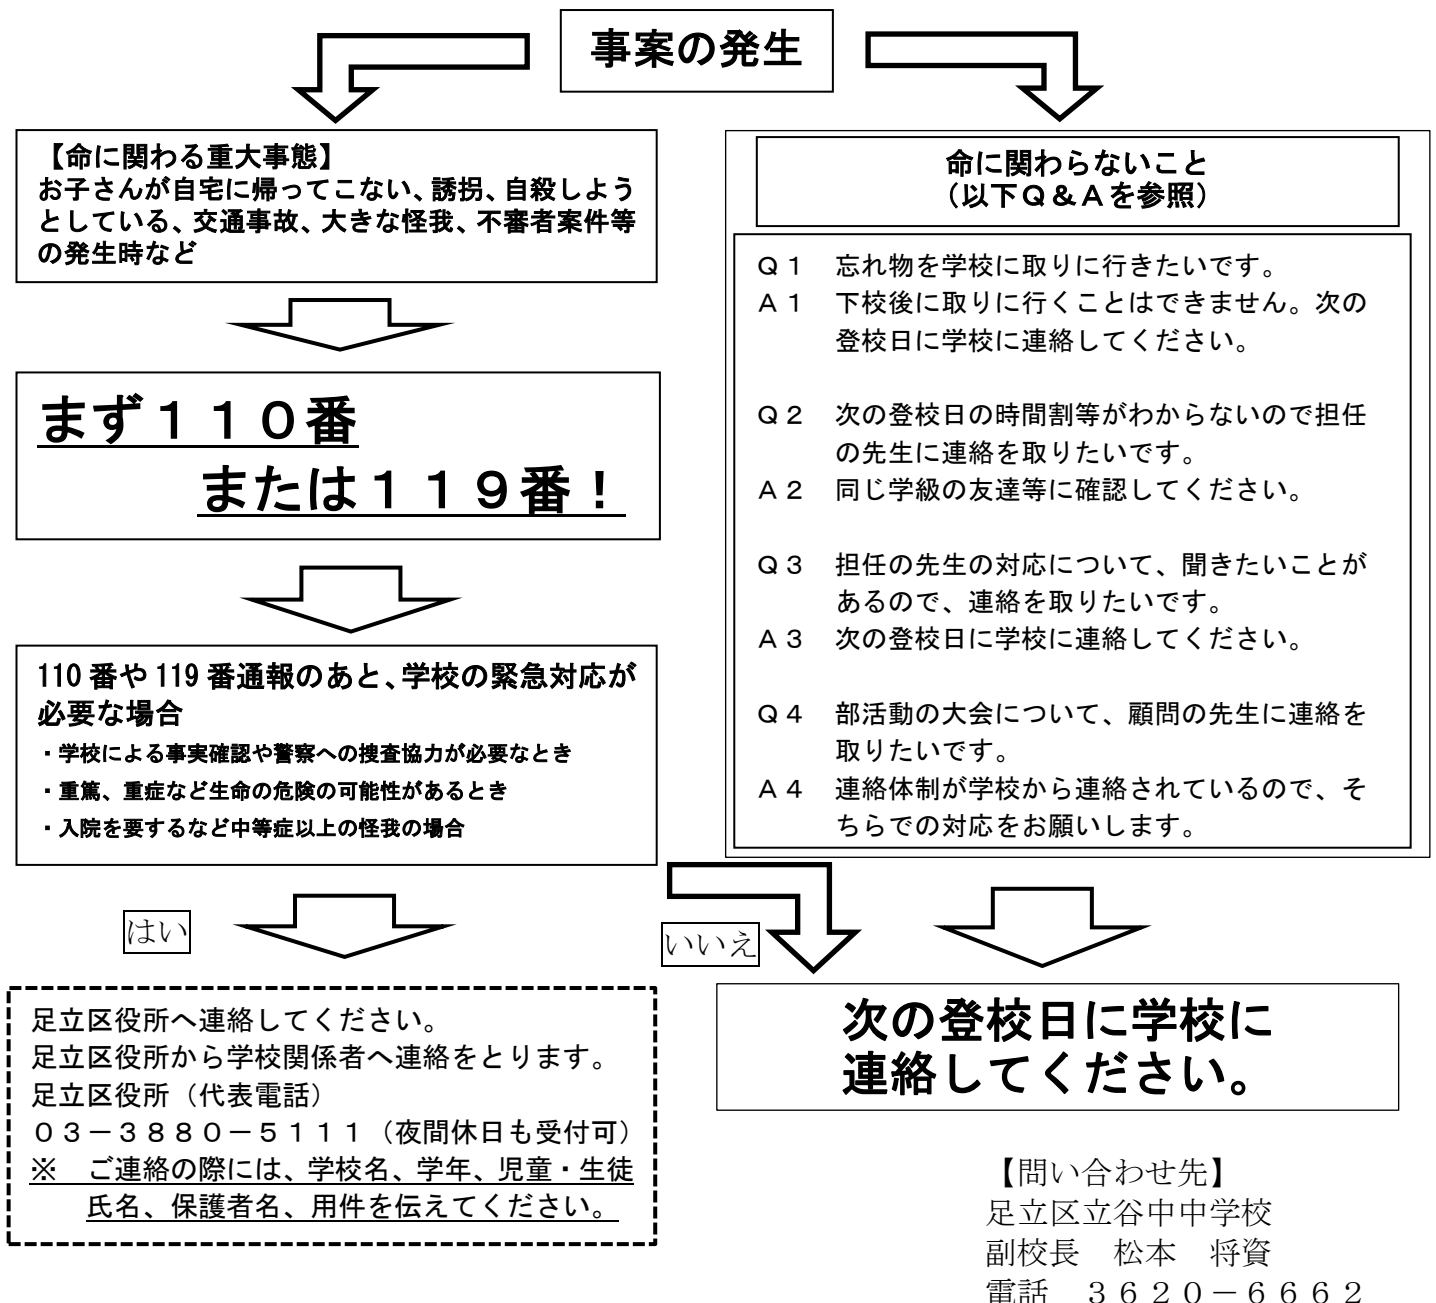 事案の発生
【命に関わる重大事態】
お子さんが自宅に帰ってこない、誘拐、自殺しよう
としている、交通事故、大きな怪我、不審者案件等
の発生時など
まず１１０番
または１１９番！
110番や119番通報のあと、学校の緊急対応が
必要な場合
・学校による事実確認や警察への捜査協力が必要なとき
・重篤、重症など生命の危険の可能性があるとき
・入院を要するなど中等症以上の怪我の場合
はい
いいえ
足立区役所へ連絡してください。
足立区役所から学校関係者へ連絡をとります。
足立区役所（代表電話）
０３－３８８０－５１１１（夜間休日も受付可）
※　ご連絡の際には、学校名、学年、児童・生徒
氏名、保護者名、用件を伝えてください。
命に関わらないこと
（以下Ｑ＆Ａを参照）
Ｑ１　忘れ物を学校に取りに行きたいです。
Ａ１　下校後に取りに行くことはできません。次の
登校日に学校に連絡してください。
Ｑ２　次の登校日の時間割等がわからないので担任
の先生に連絡を取りたいです。
Ａ２　同じ学級の友達等に確認してください。
Ｑ３　担任の先生の対応について、聞きたいことが
あるので、連絡を取りたいです。
Ａ３　次の登校日に学校に連絡してください。
Ｑ４　部活動の大会について、顧問の先生に連絡を
取りたいです。
Ａ４　連絡体制が学校から連絡されているので、そ
ちらでの対応をお願いします。
次の登校日に学校に
連絡してください。
【問い合わせ先】
足立区立谷中中学校
副校長　松本　将資
電話　３６２０－６６６２